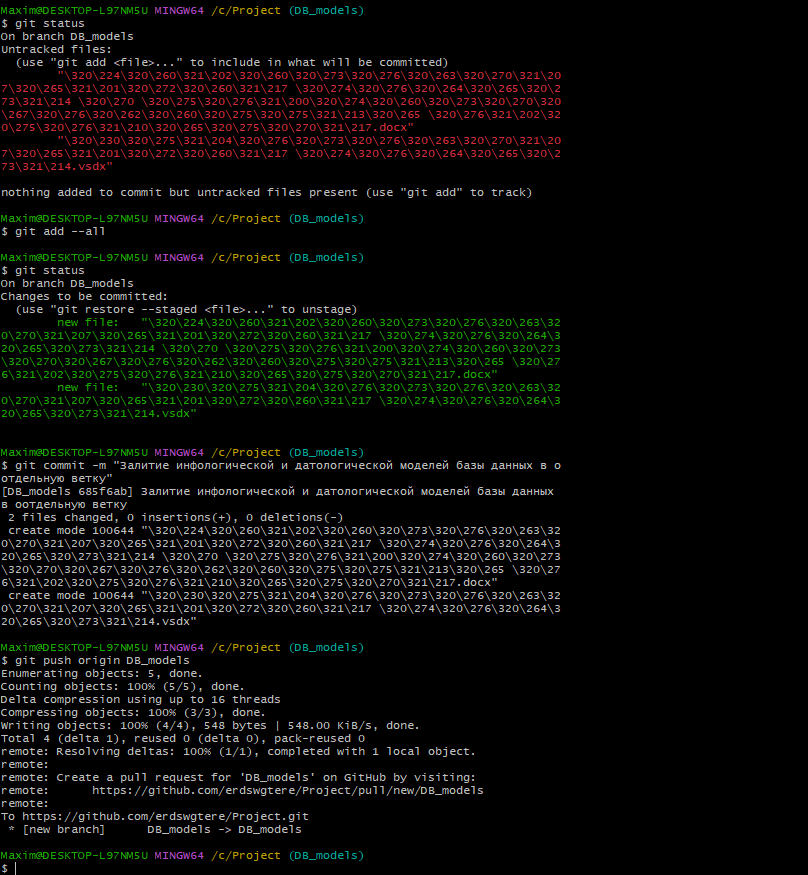 Maxim@DESKTOP-L97NM5U MINGW64 /c/Project (DB_models)
$ git status
On branch DB_models
Untracked files:
  (use "git add <file>..." to include in what will be committed)
        "\320\224\320\260\321\202\320\260\320\273\320\276\320\263\320\270\321\20
7\320\265\321\201\320\272\320\260\321\217 \320\274\320\276\320\264\320\265\320\2
73\321\214 \320\270 \320\275\320\276\321\200\320\274\320\260\320\273\320\270\320
\267\320\276\320\262\320\260\320\275\320\275\321\213\320\265 \320\276\321\202\32
0\275\320\276\321\210\320\265\320\275\320\270\321\217.docx"
        "\320\230\320\275\321\204\320\276\320\273\320\276\320\263\320\270\321\20
7\320\265\321\201\320\272\320\260\321\217 \320\274\320\276\320\264\320\265\320\2
73\321\214.vsdx"
nothing added to commit but untracked files present (use "git add" to track)
Maxim@DESKTOP-L97NM5U MINGW64 /c/Project (DB_models)
$ git add --all
Maxim@DESKTOP-L97NM5U MINGW64 /c/Project (DB_models)
$ git status
On branch DB_models
Changes to be committed:
  (use "git restore --staged <file>..." to unstage)
        new file:   "\320\224\320\260\321\202\320\260\320\273\320\276\320\263\32
0\270\321\207\320\265\321\201\320\272\320\260\321\217 \320\274\320\276\320\264\3
20\265\320\273\321\214 \320\270 \320\275\320\276\321\200\320\274\320\260\320\273
\320\270\320\267\320\276\320\262\320\260\320\275\320\275\321\213\320\265 \320\27
6\321\202\320\275\320\276\321\210\320\265\320\275\320\270\321\217.docx"
        new file:   "\320\230\320\275\321\204\320\276\320\273\320\276\320\263\32
0\270\321\207\320\265\321\201\320\272\320\260\321\217 \320\274\320\276\320\264\3
20\265\320\273\321\214.vsdx"
Maxim@DESKTOP-L97NM5U MINGW64 /c/Project (DB_models)
$ git commit -m "Залитие инфологической и датологической моделей базы данных в о
отдельную ветку"
[DB_models 685f6ab] Залитие инфологической и датологической моделей базы данных
в оотдельную ветку
 2 files changed, 0 insertions(+), 0 deletions(-)
 create mode 100644 "\320\224\320\260\321\202\320\260\320\273\320\276\320\263\32
0\270\321\207\320\265\321\201\320\272\320\260\321\217 \320\274\320\276\320\264\3
20\265\320\273\321\214 \320\270 \320\275\320\276\321\200\320\274\320\260\320\273
\320\270\320\267\320\276\320\262\320\260\320\275\320\275\321\213\320\265 \320\27
6\321\202\320\275\320\276\321\210\320\265\320\275\320\270\321\217.docx"
 create mode 100644 "\320\230\320\275\321\204\320\276\320\273\320\276\320\263\32
0\270\321\207\320\265\321\201\320\272\320\260\321\217 \320\274\320\276\320\264\3
20\265\320\273\321\214.vsdx"
Maxim@DESKTOP-L97NM5U MINGW64 /c/Project (DB_models)
$ git push origin DB_models
Enumerating objects: 5, done.
Counting objects: 100% (5/5), done.
Delta compression using up to 16 threads
Compressing objects: 100% (3/3), done.
Writing objects: 100% (4/4), 548 bytes | 548.00 KiB/s, done.
Total 4 (delta 1), reused 0 (delta 0), pack-reused 0
remote: Resolving deltas: 100% (1/1), completed with 1 local object.
remote:
remote: Create a pull request for 'DB_models' on GitHub by visiting:
remote:      https://github.com/erdswgtere/Project/pull/new/DB_models
remote:
To https://github.com/erdswgtere/Project.git
 * [new branch]      DB_models -> DB_models
Maxim@DESKTOP-L97NM5U MINGW64 /c/Project (DB_models)
$